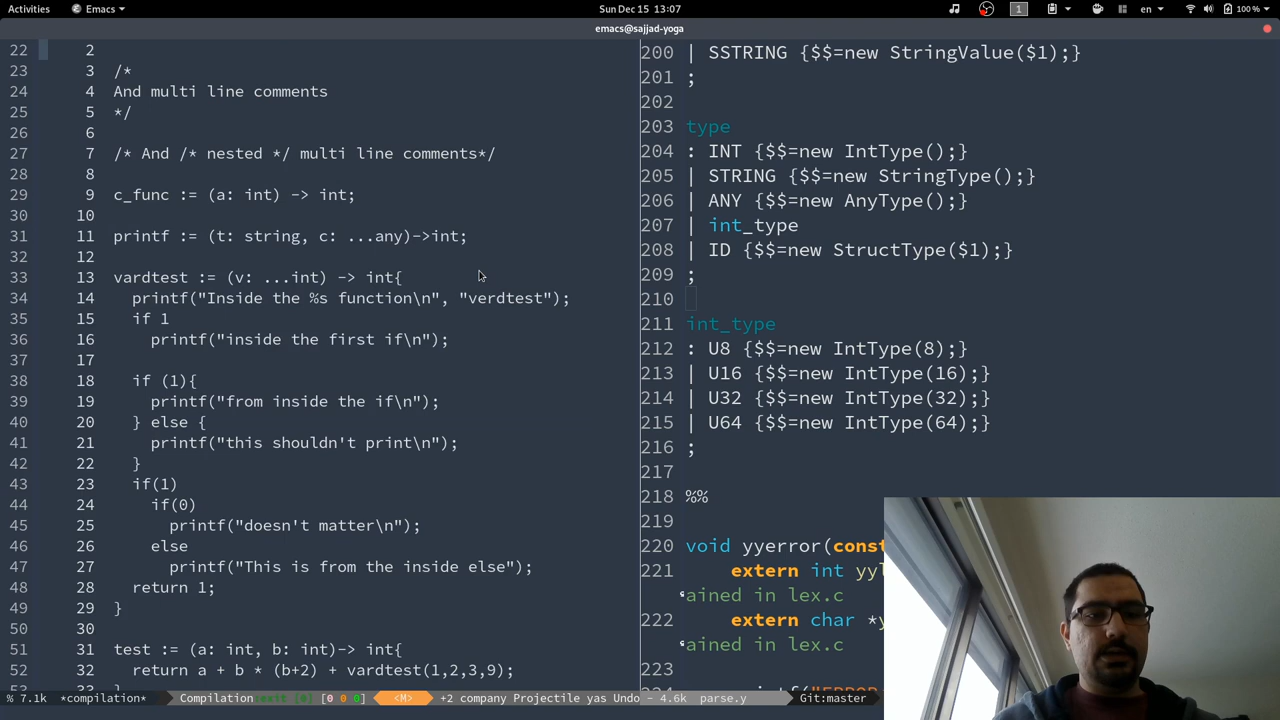 Activities Emacs Sun Dec 15 13:07 1 en 100 %
emacs@sajjad-yoga
22 2
23 3 /*
24 4 And multi line comments
25 5 */
26 6
27 7 /* And /* nested */ multi line comments*/
28 8
29 9 c_func := (a: int) -> int;
30 10
31 11 printf := (t: string, c: ...any)->int;
32 12
33 13 vardtest := (v: ...int) -> int{
34 14 printf("Inside the %s function\n", "verdtest");
35 15 if 1
36 16 printf("inside the first if\n");
37 17
38 18 if (1){
39 19 printf("from inside the if\n");
40 20 } else {
41 21 printf("this shouldn't print\n");
42 22 }
43 23 if(1)
44 24 if(0)
45 25 printf("doesn't matter\n");
46 26 else
47 27 printf("This is from the inside else");
48 28 return 1;
49 29 }
50 30
51 31 test := (a: int, b: int)-> int{
52 32 return a + b * (b+2) + vardtest(1,2,3,9);
53 33 }
% 7.1k *compilation* Compilation:exit [0] [0 0 0] <M> +2 company Projectile yas Undo - 4.6k parse.y Git:master
200 | SSTRING {$$=new StringValue($1);}
201 ;
202
203 type
204 : INT {$$=new IntType();}
205 | STRING {$$=new StringType();}
206 | ANY {$$=new AnyType();}
207 | int_type
208 | ID {$$=new StructType($1);}
209 ;
210
211 int_type
212 : U8 {$$=new IntType(8);}
213 | U16 {$$=new IntType(16);}
214 | U32 {$$=new IntType(32);}
215 | U64 {$$=new IntType(64);}
216 ;
217
218 %%
219
220 void yyerror(const
221 extern int yyl
ained in lex.c
222 extern char *y
ained in lex.c
223